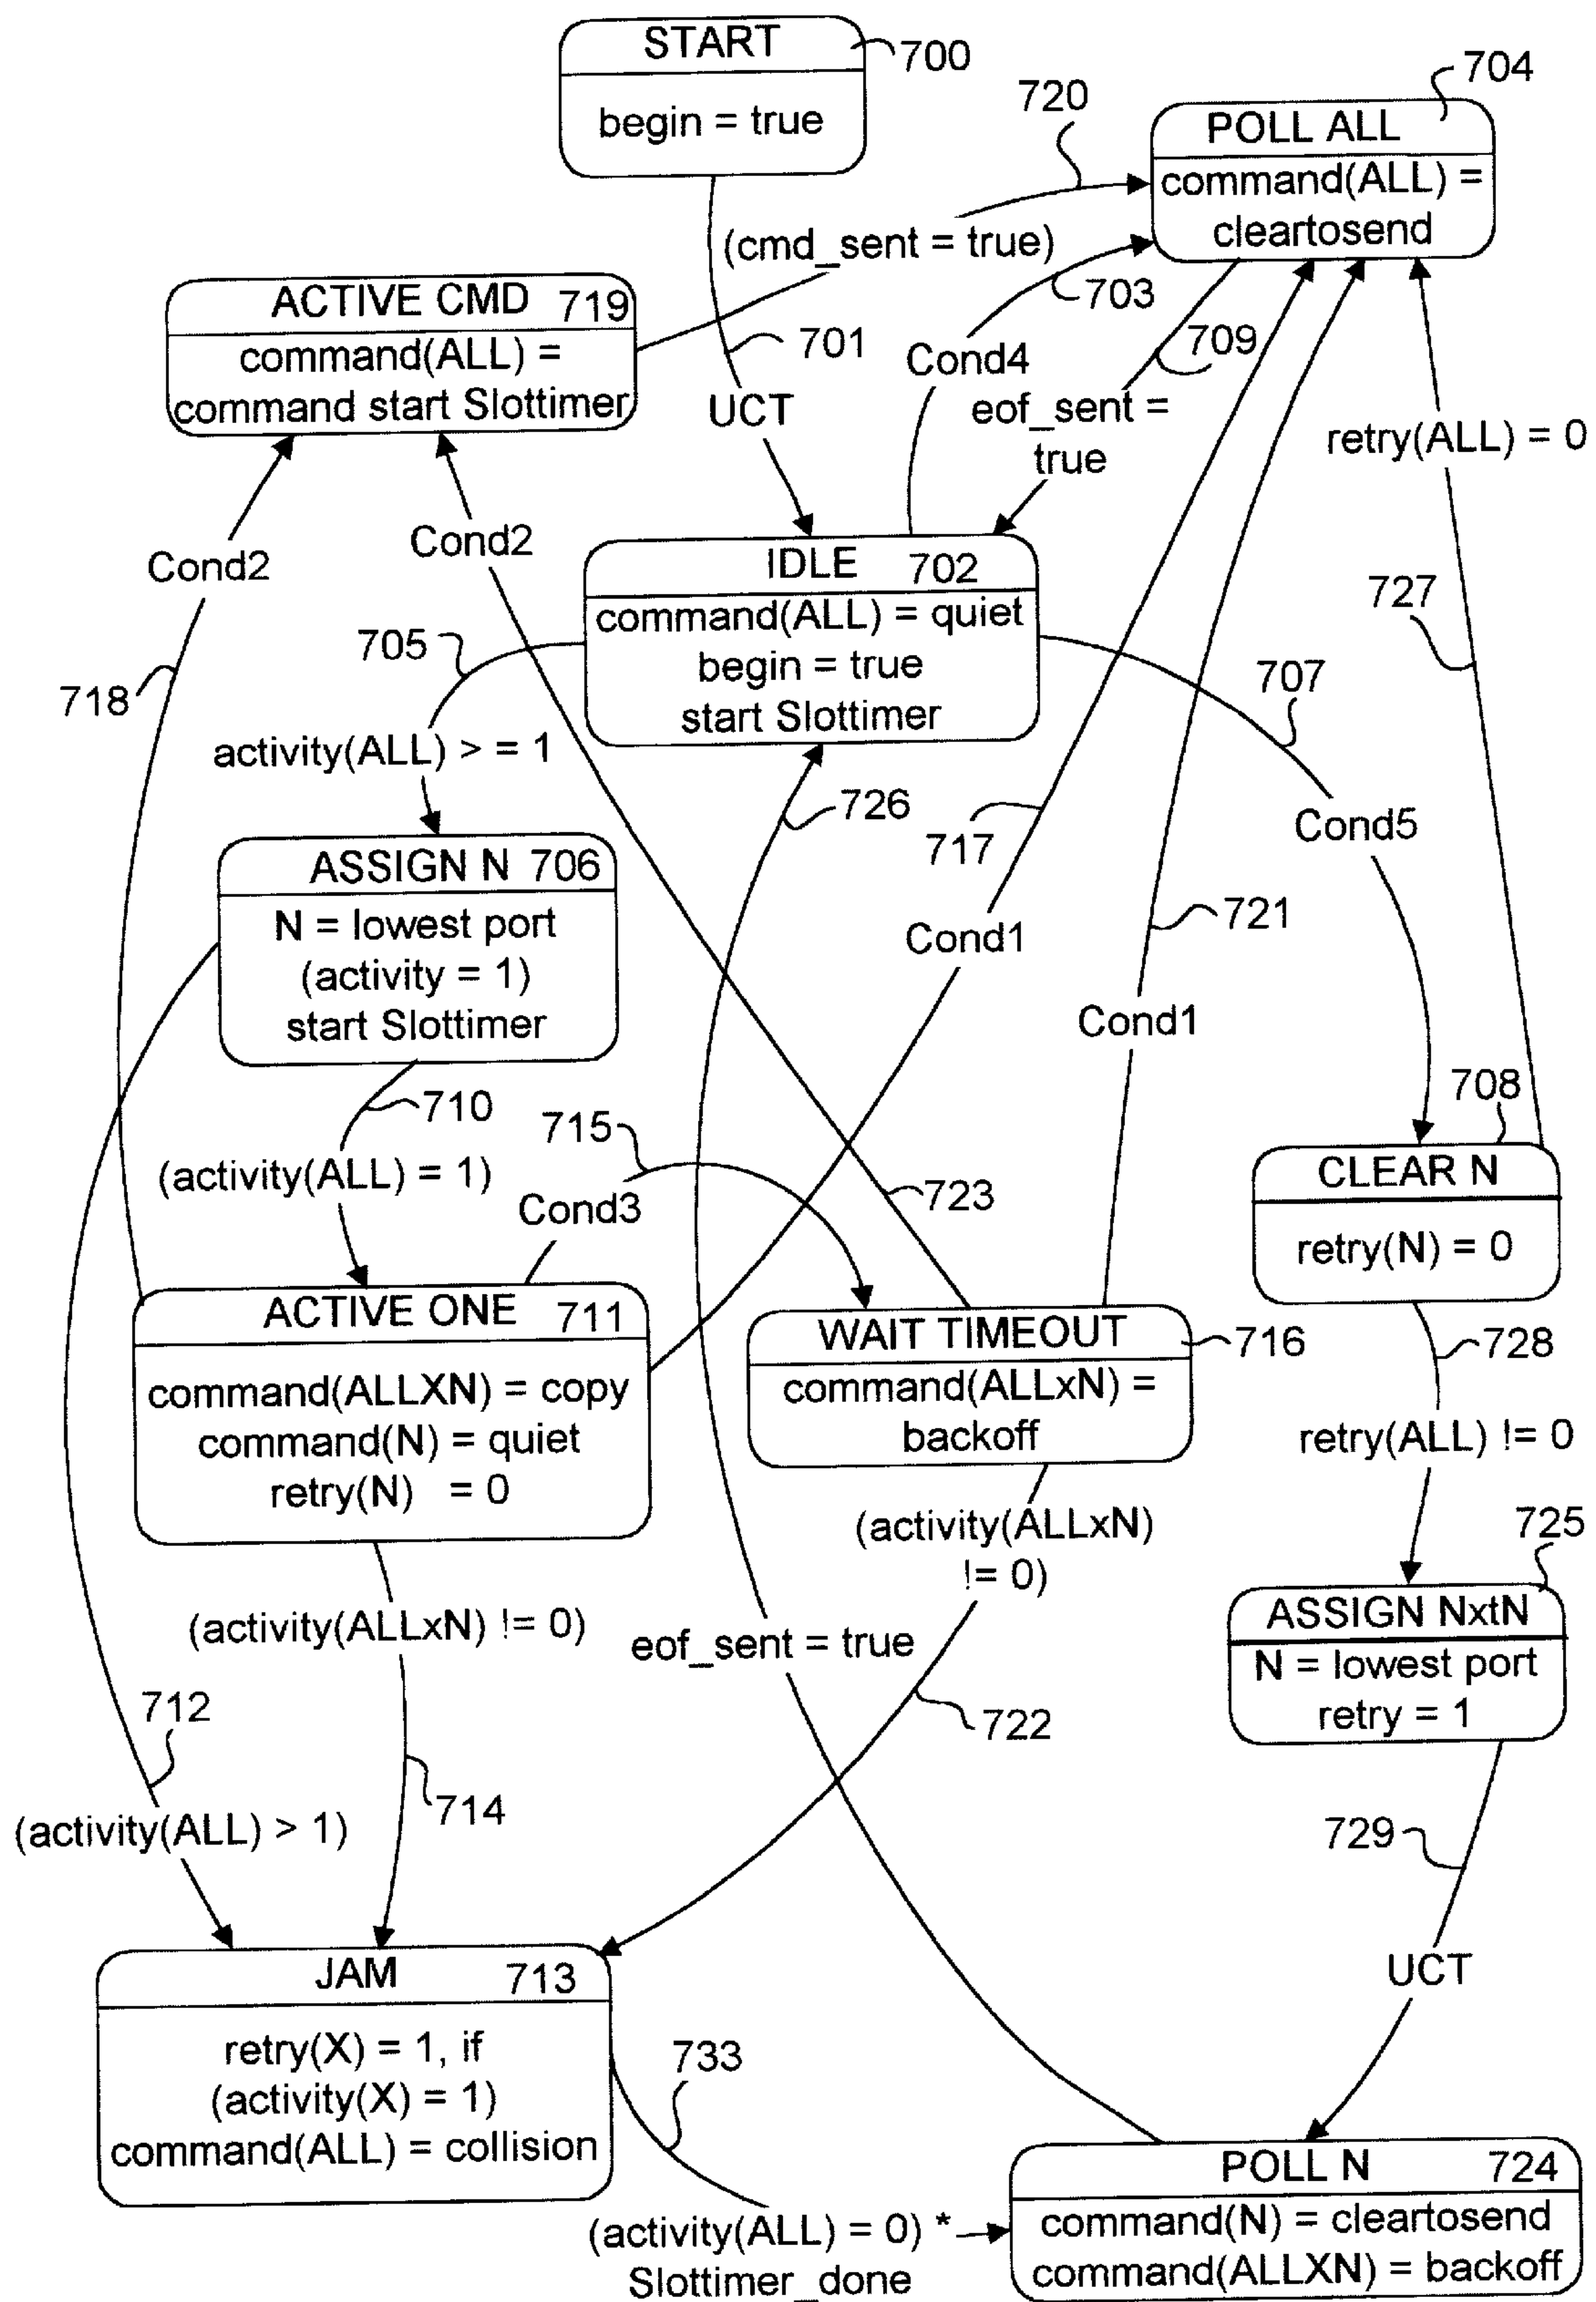 START
700
begin = true
720
704
POLL ALL
command(ALL) =
cleartosend
(cmd_sent = true)
703
ACTIVE CMD 719
command(ALL) =
command start Slottimer
701
UCT
Cond4
709
eof_sent =
true
retry(ALL) = 0
Cond2
Cond2
IDLE 702
command(ALL) = quiet
begin = true
start Slottimer
727
705
718
707
activity(ALL) > = 1
726
717
Cond5
ASSIGN N 706
N = lowest port
(activity = 1)
start Slottimer
721
Cond1
Cond1
710
715
708
(activity(ALL) = 1)
Cond3
723
CLEAR N
retry(N) = 0
ACTIVE ONE 711
command(ALLXN) = copy
command(N) = quiet
retry(N) = 0
WAIT TIMEOUT
716
command(ALLxN) =
backoff
728
retry(ALL) != 0
(activity(ALLxN)
!= 0)
725
ASSIGN NxtN
N = lowest port
retry = 1
(activity(ALLxN) != 0)
eof_sent = true
712
722
714
(activity(ALL) > 1)
729
UCT
JAM 713
retry(X) = 1, if
(activity(X) = 1)
command(ALL) = collision
733
(activity(ALL) = 0) *
Slottimer_done
POLL N 724
command(N) = cleartosend
command(ALLXN) = backoff